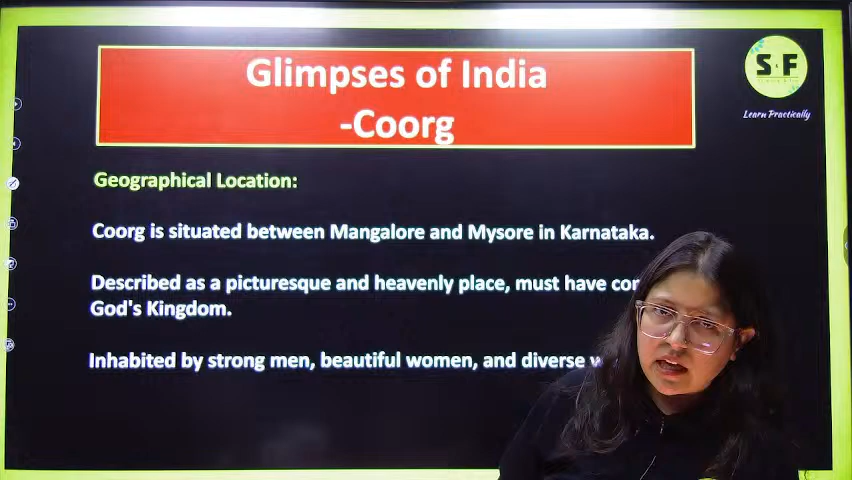 Glimpses of India
-Coorg
S & F
Learn Practically
Geographical Location:
Coorg is situated between Mangalore and Mysore in Karnataka.
Described as a picturesque and heavenly place, must have
God's Kingdom.
Inhabited by strong men, beautiful women, and diverse